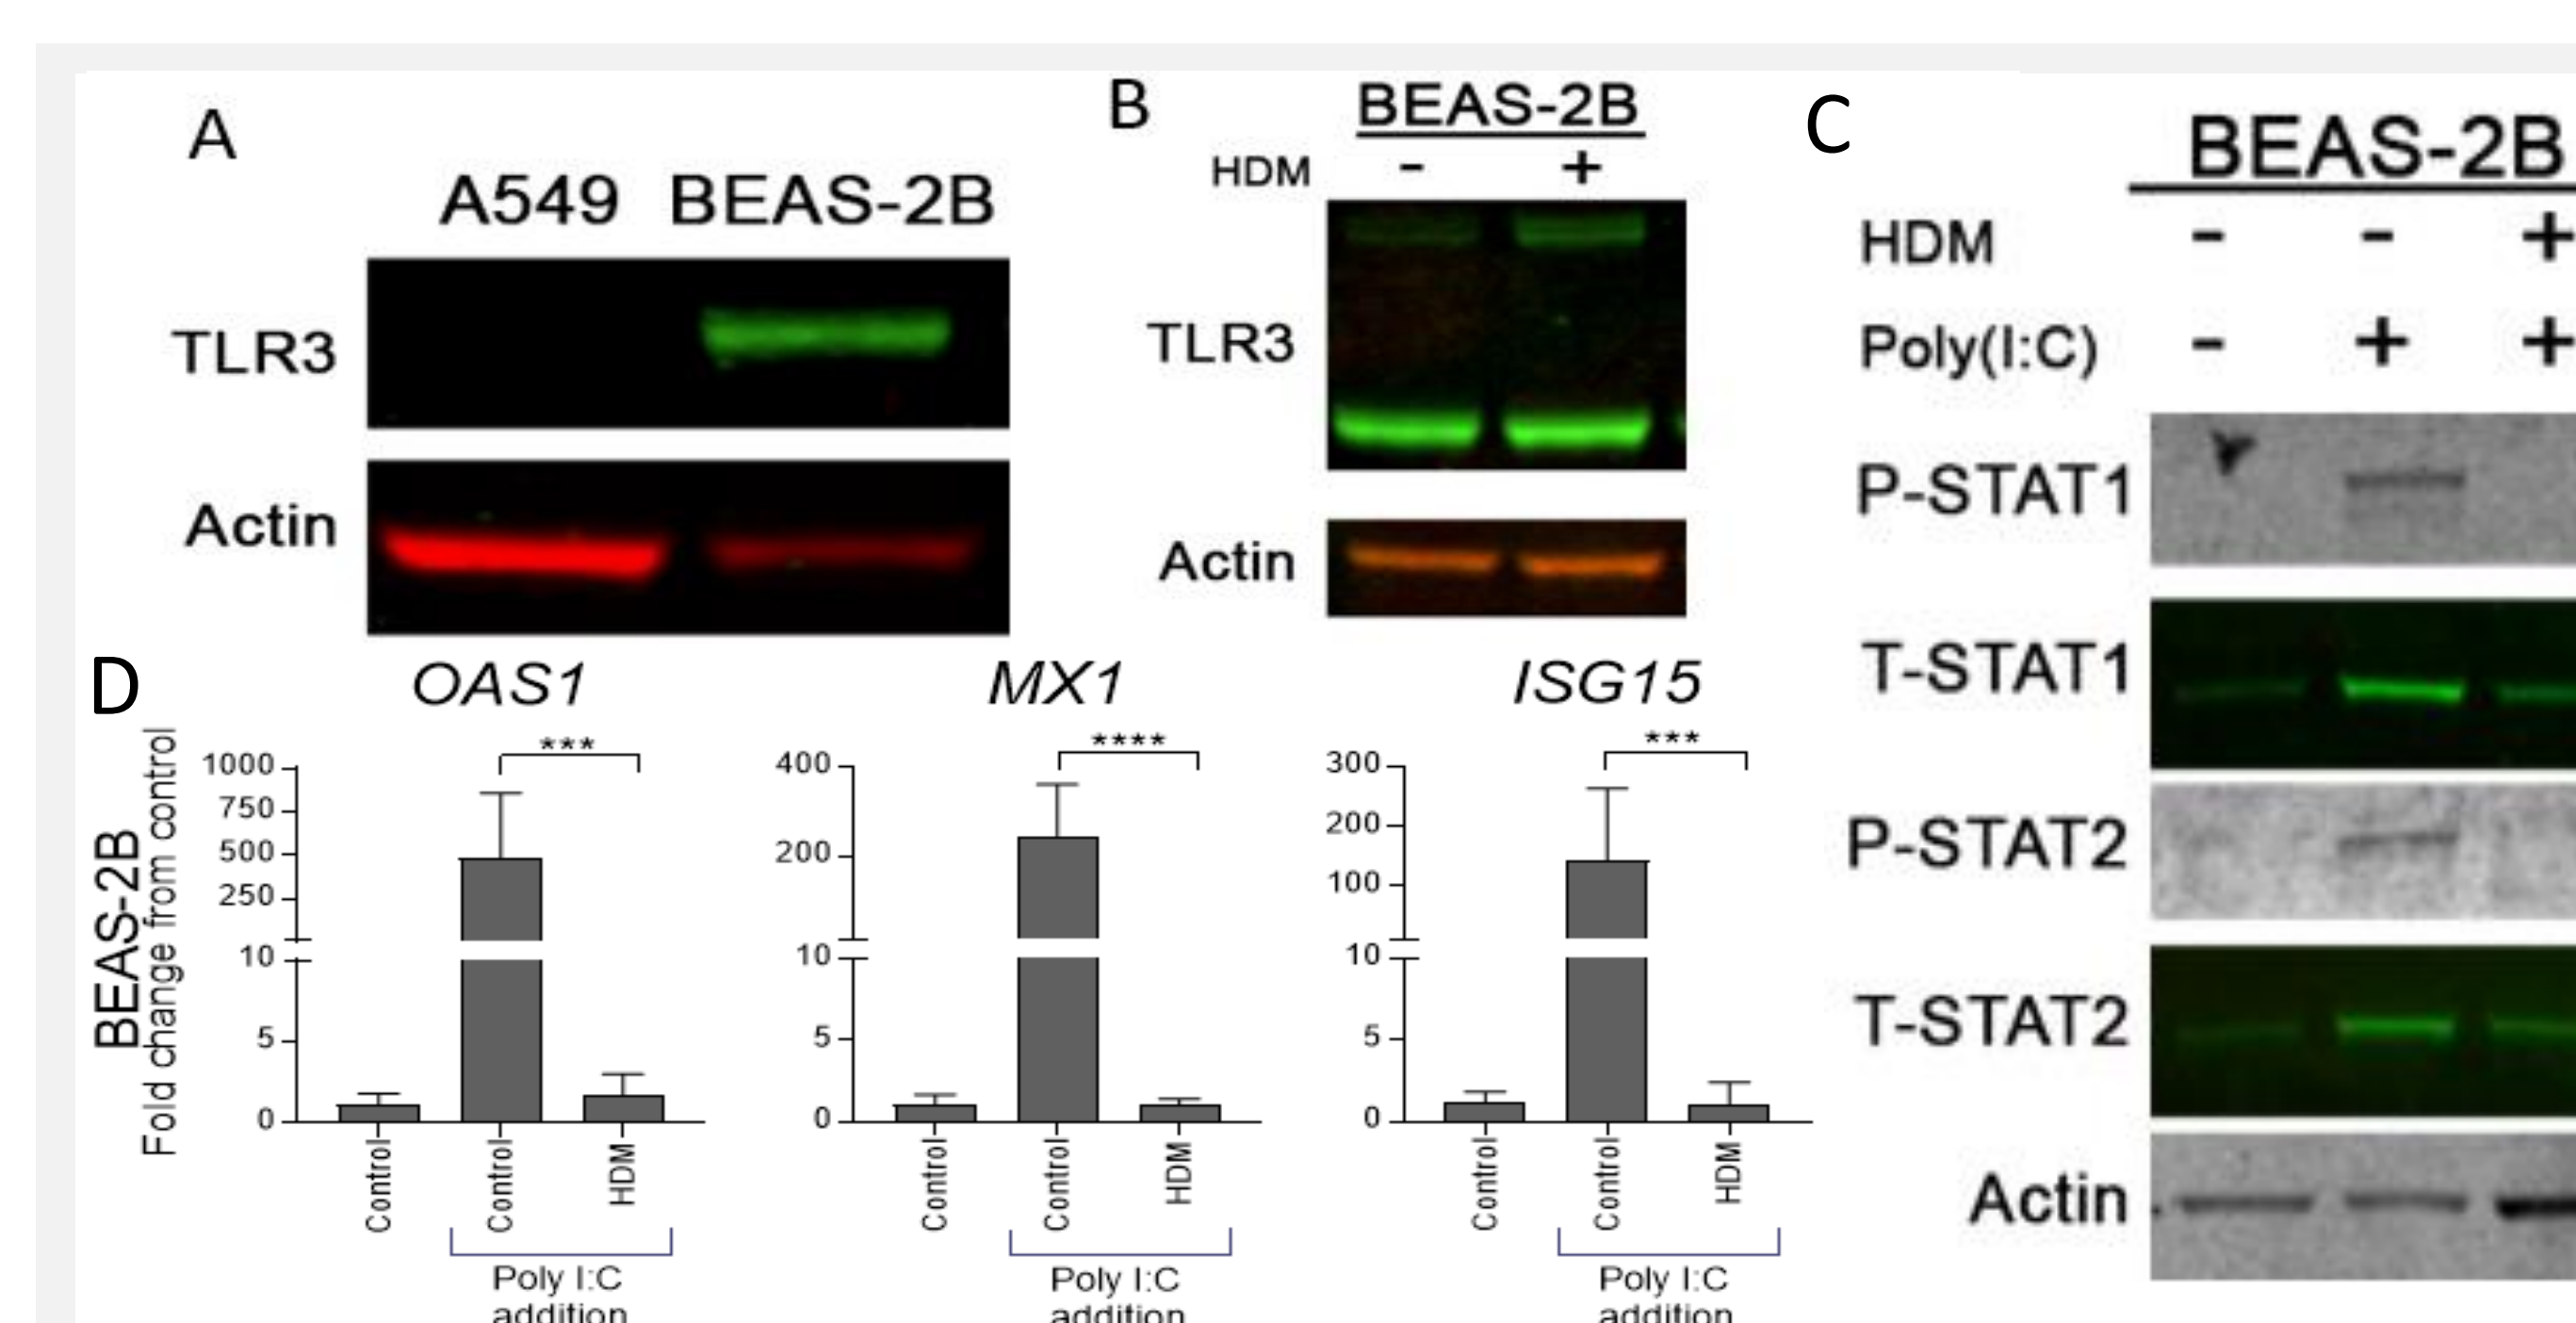 A
A549 BEAS-2B
TLR3
Actin
B
BEAS-2B
HDM - +
TLR3
Actin
C
BEAS-2B
HDM - - +
Poly(I:C) - + +
P-STAT1
T-STAT1
P-STAT2
T-STAT2
Actin
D
BEAS-2B
Fold change from control
OAS1
***
1000
750
500
250
10
5
0
Control
Control
HDM
Poly I:C
addition
MX1
****
400
200
10
5
0
Control
Control
HDM
Poly I:C
addition
ISG15
***
300
200
100
10
5
0
Control
Control
HDM
Poly I:C
addition